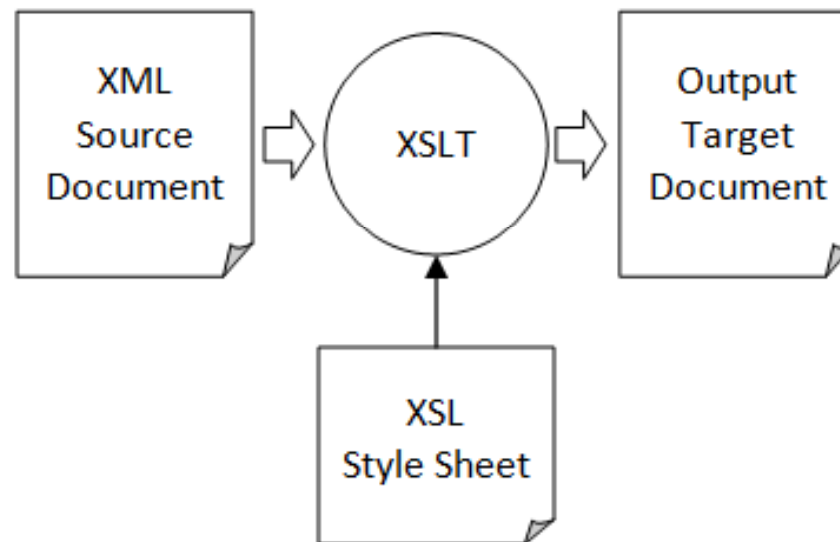 XML
Source
Document
XSLT
Output
Target
Document
XSL
Style Sheet